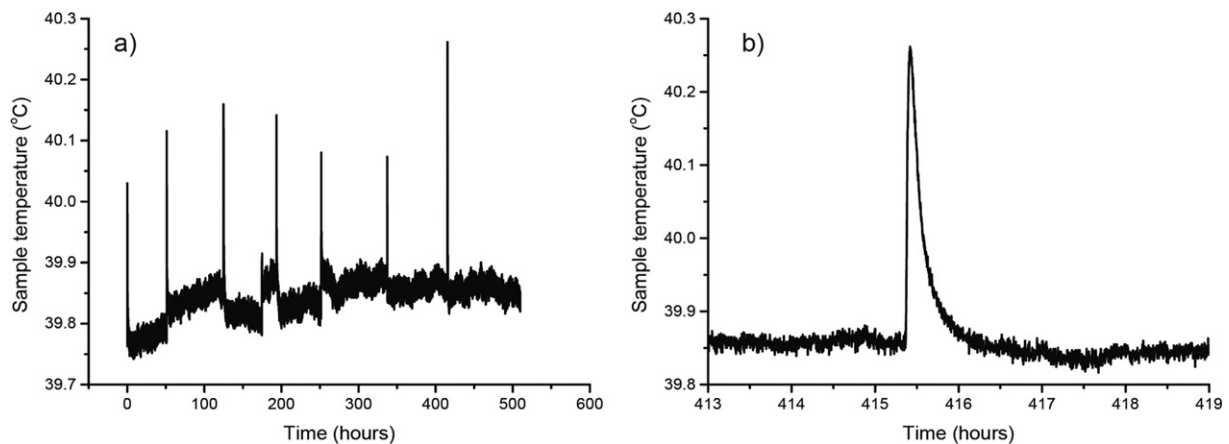 a)
40.3
40.2
40.1
40.0
39.9
39.8
39.7
Sample temperature (°C)
0 100 200 300 400 500 600
Time (hours)
b)
40.3
40.2
40.1
40.0
39.9
39.8
Sample temperature (°C)
413 414 415 416 417 418 419
Time (hours)